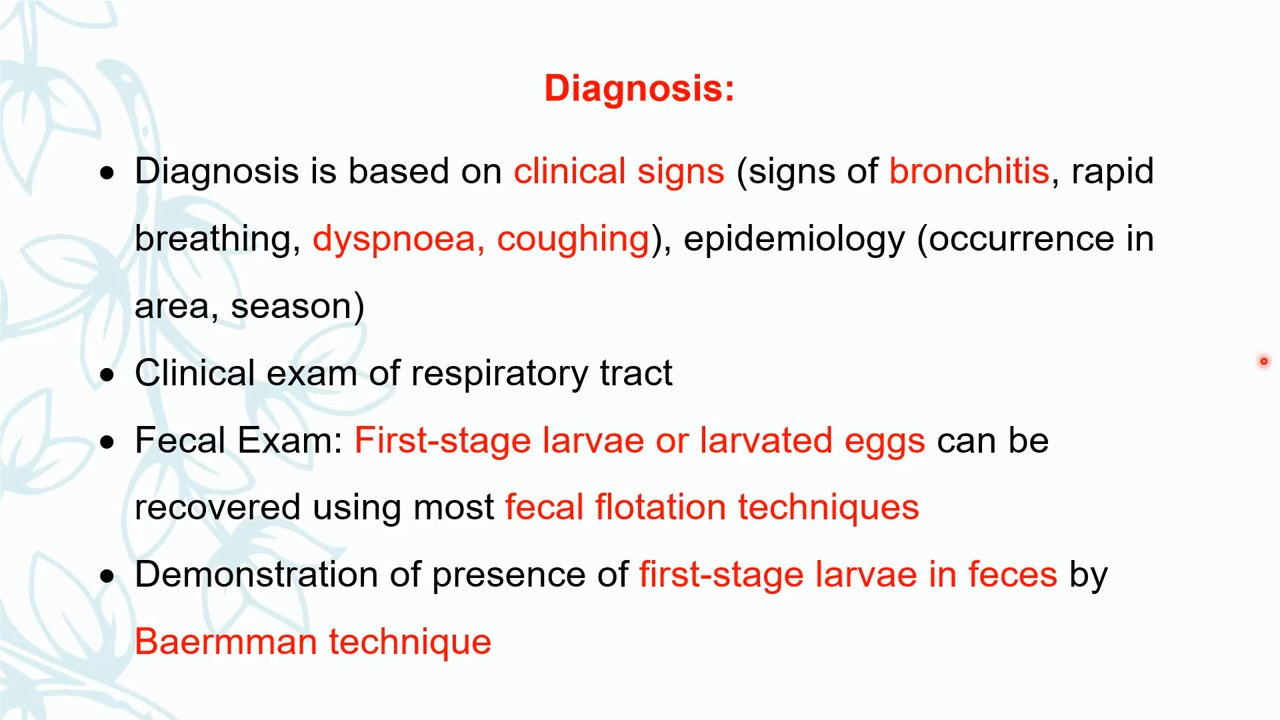 Diagnosis:
• Diagnosis is based on clinical signs (signs of bronchitis, rapid
breathing, dyspnoea, coughing), epidemiology (occurrence in
area, season)
• Clinical exam of respiratory tract
• Fecal Exam: First-stage larvae or larvated eggs can be
recovered using most fecal flotation techniques
• Demonstration of presence of first-stage larvae in feces by
Baermman technique